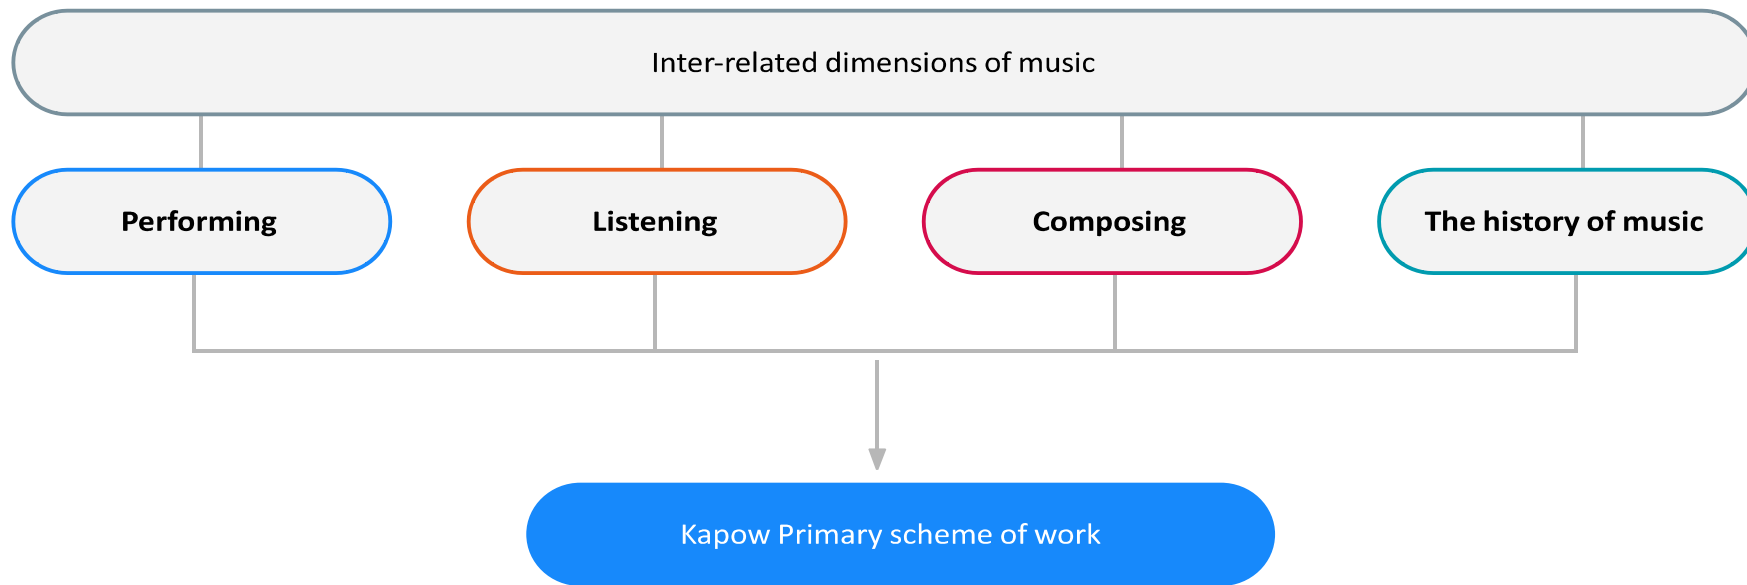 Inter-related dimensions of music
Performing
Listening
Composing
The history of music
Kapow Primary scheme of work